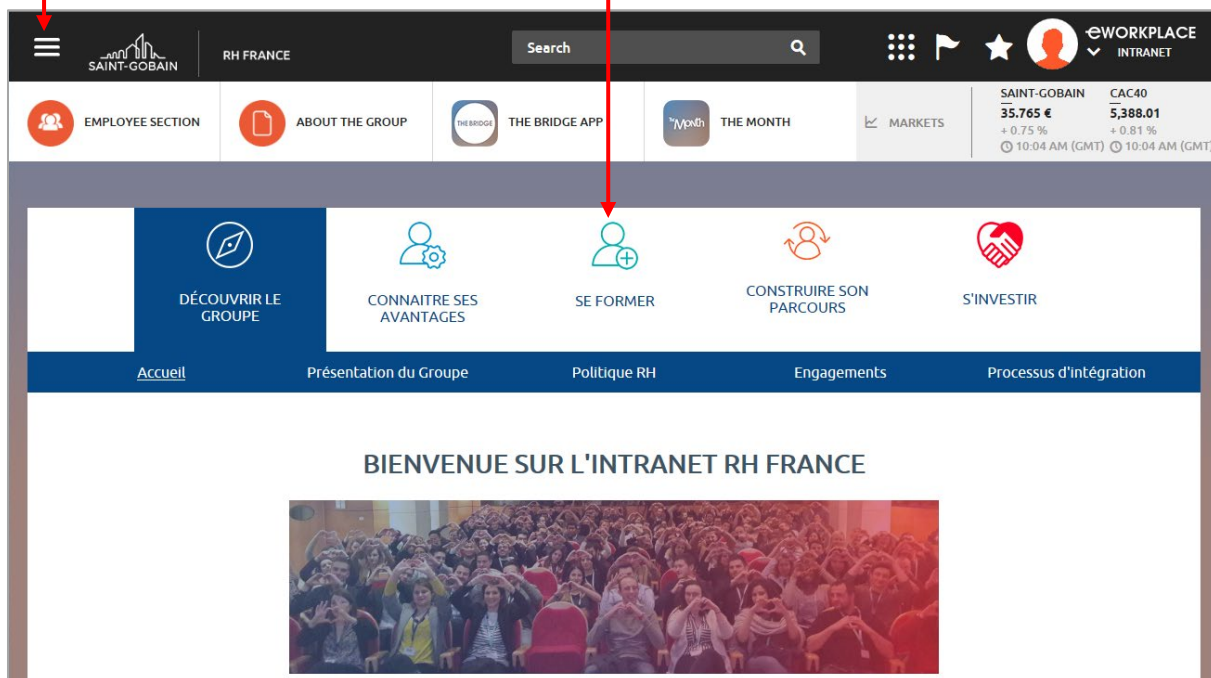 SAINT-GOBAIN
RH FRANCE
Search
eWORKPLACE
INTRANET
EMPLOYEE SECTION
ABOUT THE GROUP
THE BRIDGE
THE BRIDGE APP
The Month
THE MONTH
MARKETS
SAINT-GOBAIN
35.765 €
+ 0.75 %
10:04 AM (GMT)
CAC40
5,388.01
+ 0.81 %
10:04 AM (GMT)
DÉCOUVRIR LE
GROUPE
CONNAITRE SES
AVANTAGES
SE FORMER
CONSTRUIRE SON
PARCOURS
S'INVESTIR
Accueil
Présentation du Groupe
Politique RH
Engagements
Processus d'intégration
BIENVENUE SUR L'INTRANET RH FRANCE